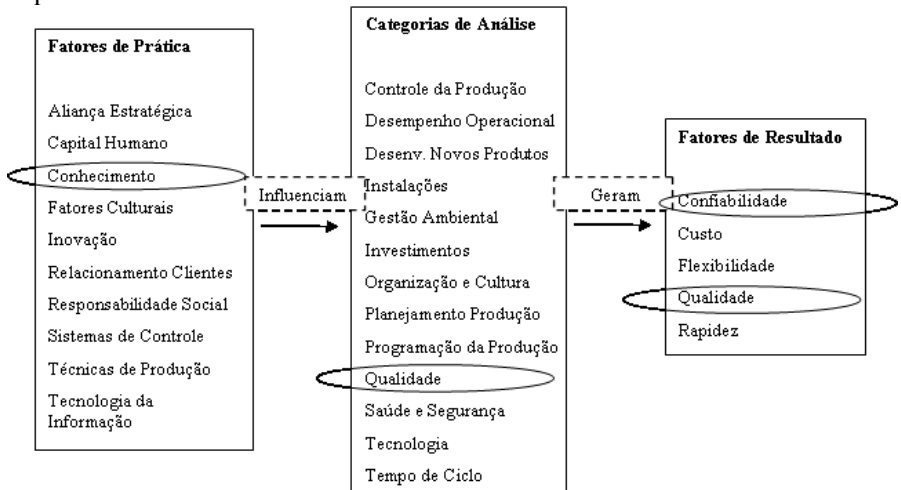 Fatores de Prática
Aliança Estratégica
Capital Humano
Conhecimento
Fatores Culturais
Inovação
Relacionamento Clientes
Responsabilidade Social
Sistemas de Controle
Técnicas de Produção
Tecnologia da
Informação
Influenciam
Categorias de Análise
Controle da Produção
Desempenho Operacional
Desenv. Novos Produtos
Instalações
Gestão Ambiental
Investimentos
Organização e Cultura
Planejamento Produção
Programação da Produção
Qualidade
Saúde e Segurança
Tecnologia
Tempo de Ciclo
Geram
Fatores de Resultado
Confiabilidade
Custo
Flexibilidade
Qualidade
Rapidez